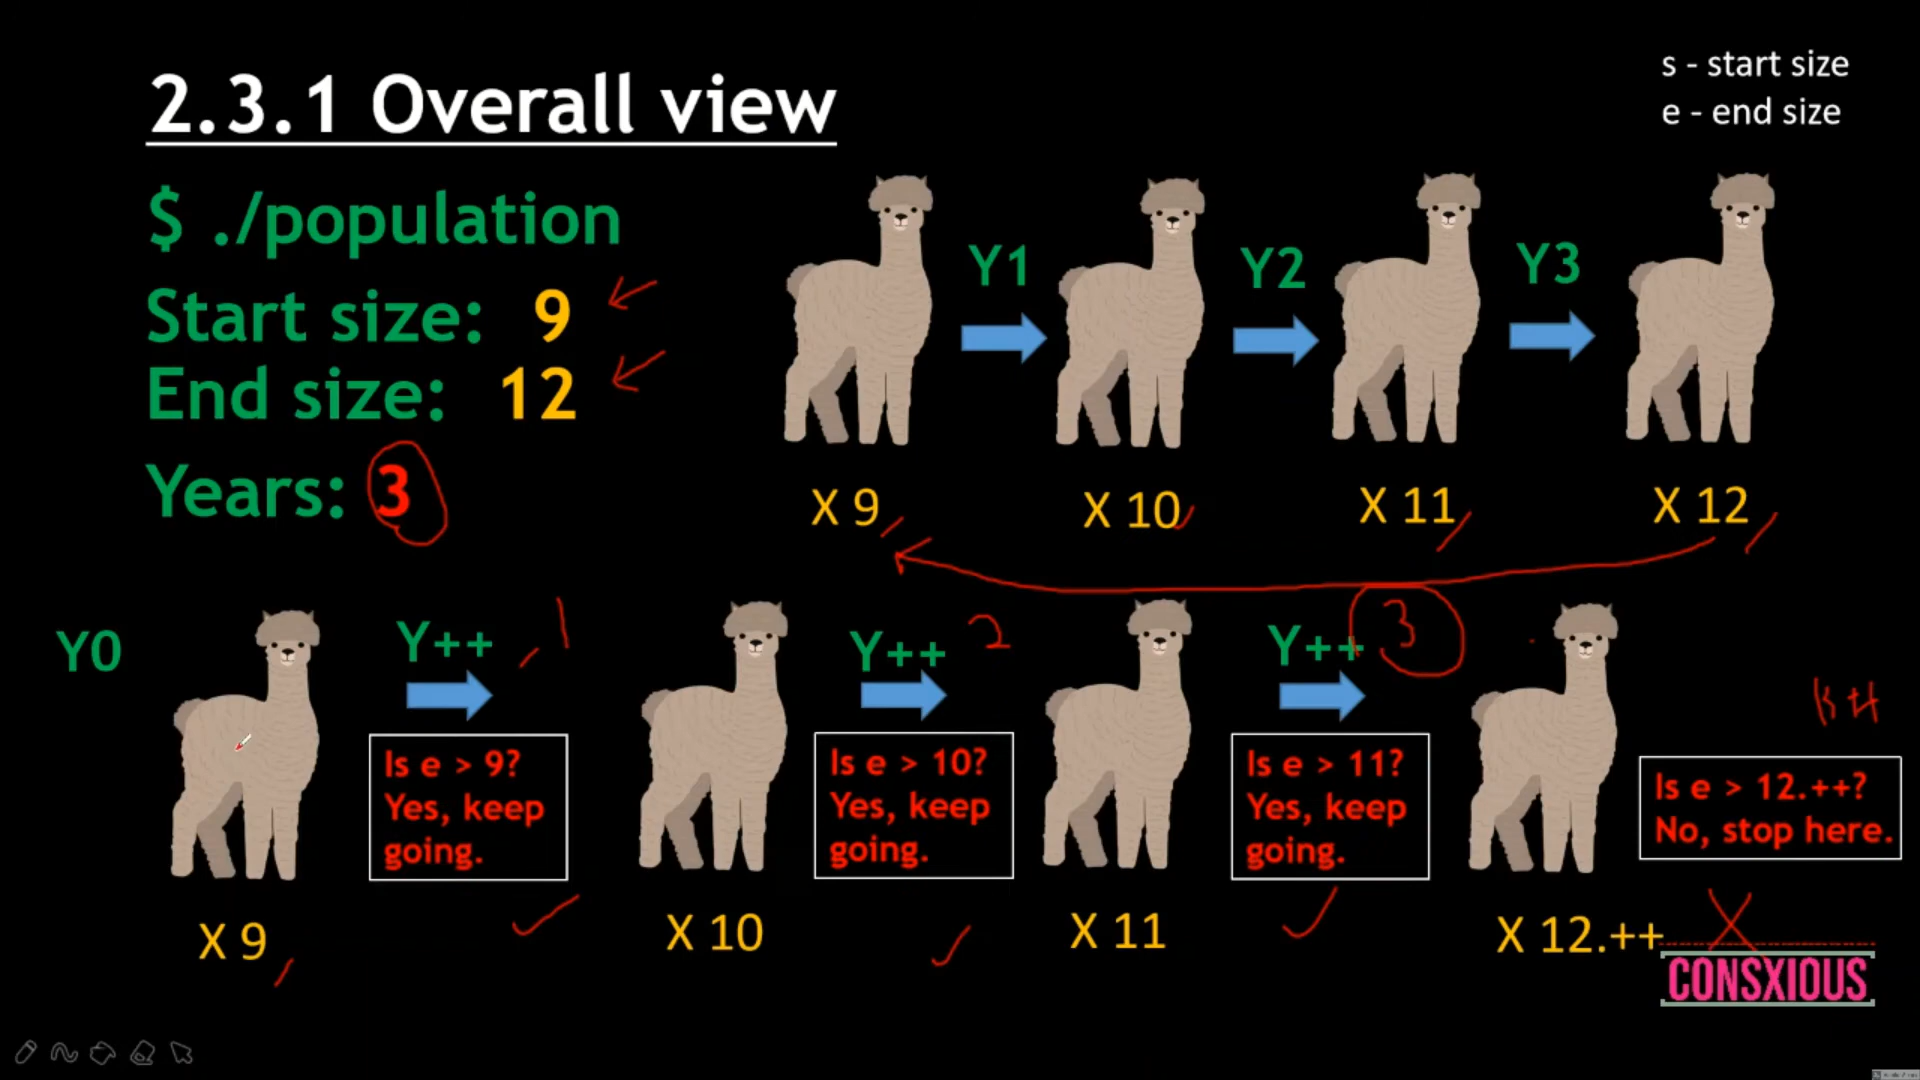 2.3.1 Overall view
s - start size
e - end size
$ ./population
Start size: 9
End size: 12
Years: 3
Y1
Y2
Y3
X 9
X 10
X 11
X 12
Y0
Y++
1
Y++
2
Y++
3
Is e > 9?
Yes, keep
going.
Is e > 10?
Yes, keep
going.
Is e > 11?
Yes, keep
going.
Is e > 12.++?
No, stop here.
X 9
X 10
X 11
X 12.++
CONSXIOUS